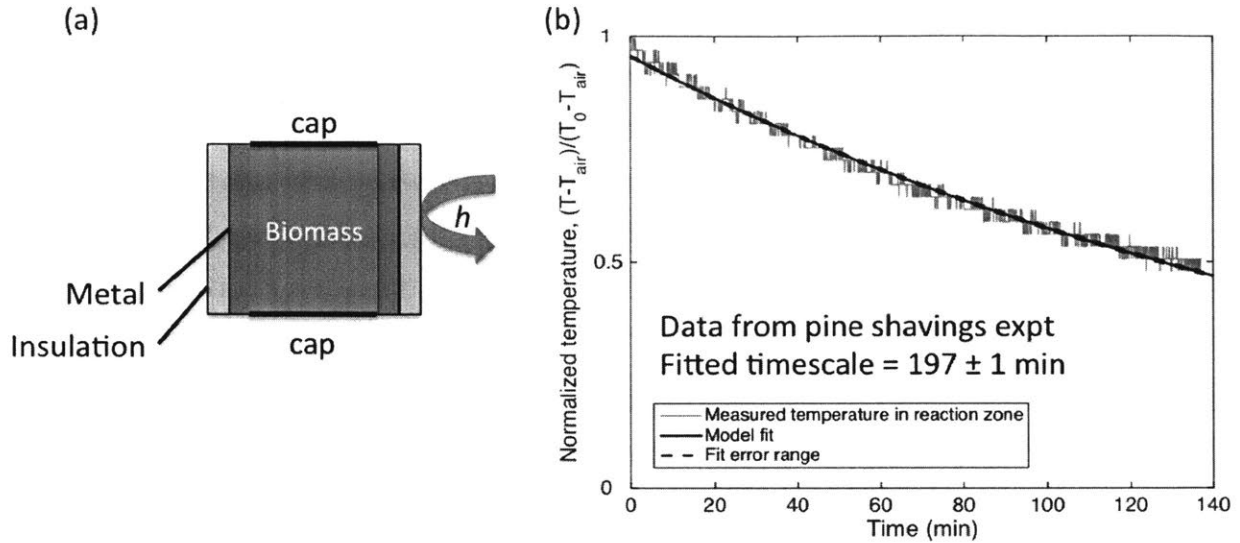 (a)
cap
Biomass
h
Metal
Insulation
cap
(b)
Normalized temperature, (T-T_air)/(T_0-T_air)
1
0.5
0
Data from pine shavings expt
Fitted timescale = 197 ± 1 min
Measured temperature in reaction zone
Model fit
Fit error range
0 20 40 60 80 100 120 140
Time (min)